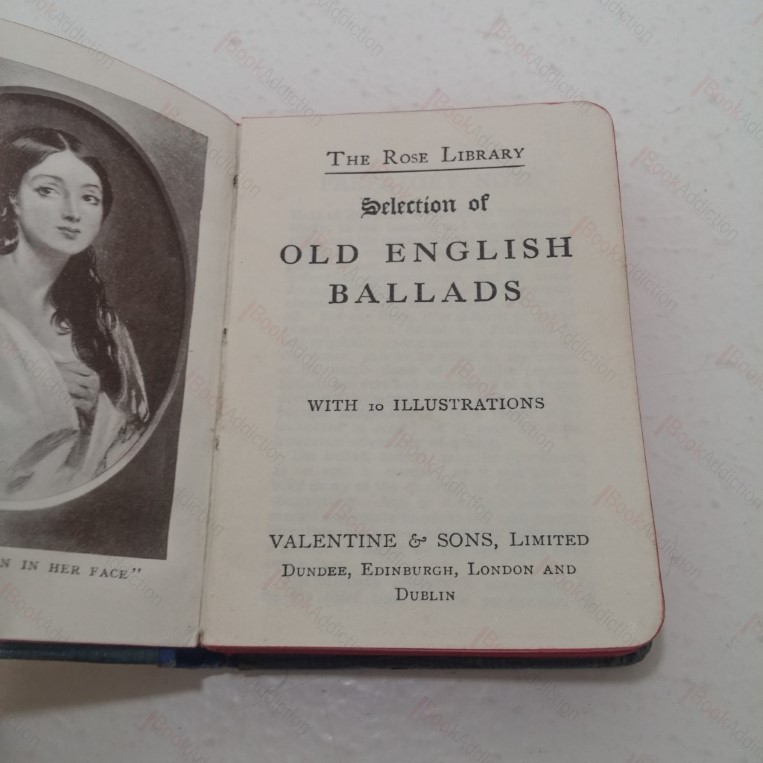 N IN HER FACE"
THE ROSE LIBRARY
Selection of
OLD ENGLISH
BALLADS
WITH 10 ILLUSTRATIONS
VALENTINE & SONS, LIMITED
DUNDEE, EDINBURGH, LONDON AND
DUBLIN
BookAddiction